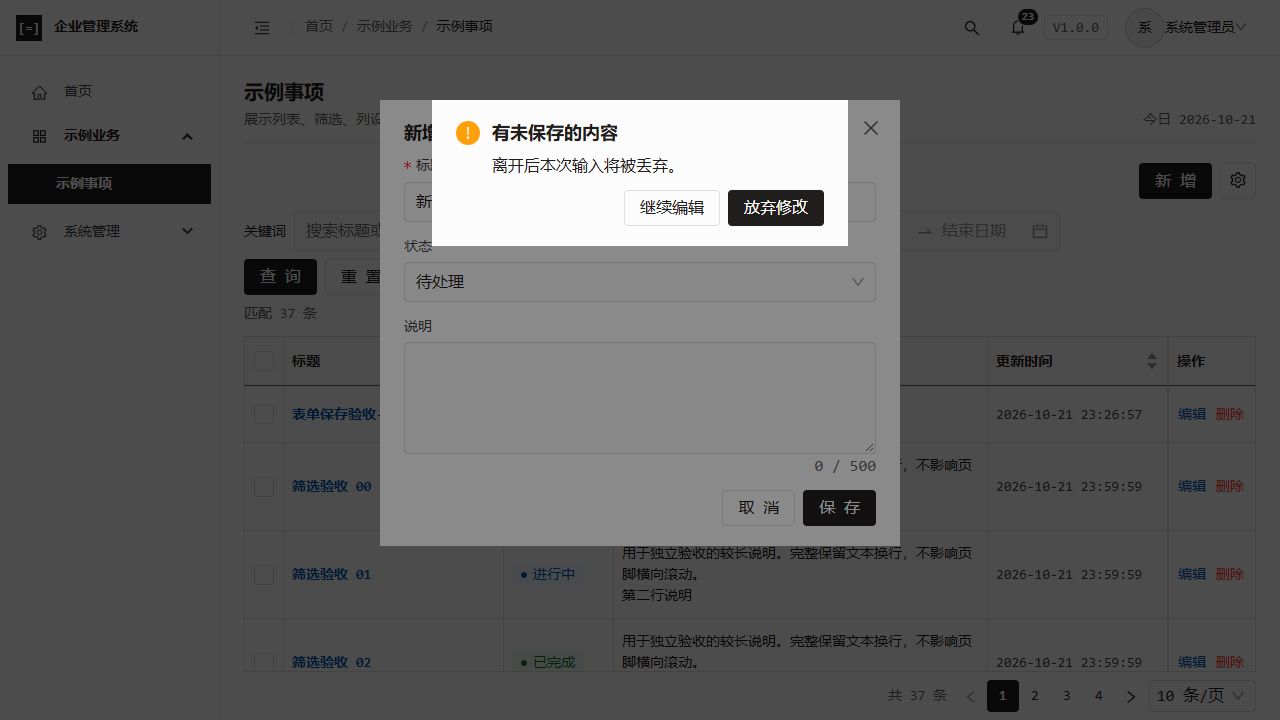 [=] 企业管理系统
首页 / 示例业务 / 示例事项
23
V1.0.0
系 系统管理员
首页
示例业务
示例事项
系统管理
示例事项
展示列表、筛选、列设
今日 2026-10-21
新 增
关键词
搜索标题或
结束日期
查 询
重 置
匹配 37 条
标题
更新时间
操作
表单保存验收-
2026-10-21 23:26:57
编辑 删除
筛选验收 00
行，不影响页
2026-10-21 23:59:59
编辑 删除
筛选验收 01
进行中
用于独立验收的较长说明。完整保留文本换行，不影响页
脚横向滚动。
第二行说明
2026-10-21 23:59:59
编辑 删除
筛选验收 02
已完成
用于独立验收的较长说明。完整保留文本换行，不影响页
脚横向滚动。
2026-10-21 23:59:59
编辑 删除
共 37 条
1
2
3
4
10 条/页
新增
* 标
新
状态
待处理
说明
0 / 500
取 消
保 存
有未保存的内容
离开后本次输入将被丢弃。
继续编辑
放弃修改